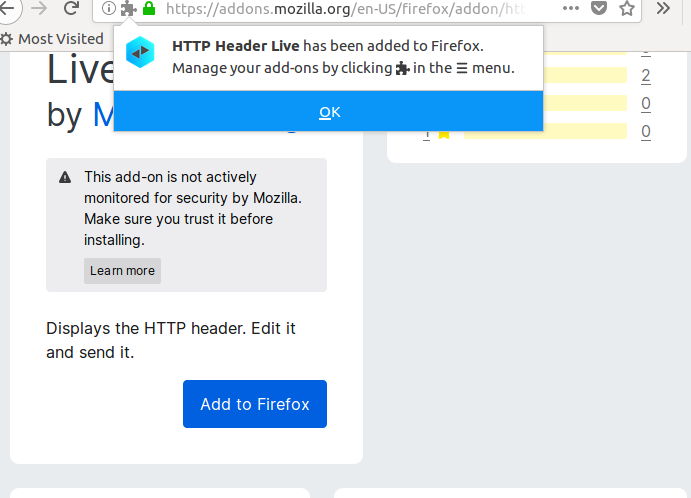 https://addons.mozilla.org/en-US/firefox/addon/htt
Most Visited
HTTP Header Live has been added to Firefox.
Manage your add-ons by clicking in the ☰ menu.
OK
Live
by M
2
0
1 0
This add-on is not actively
monitored for security by Mozilla.
Make sure you trust it before
installing.
Learn more
Displays the HTTP header. Edit it
and send it.
Add to Firefox